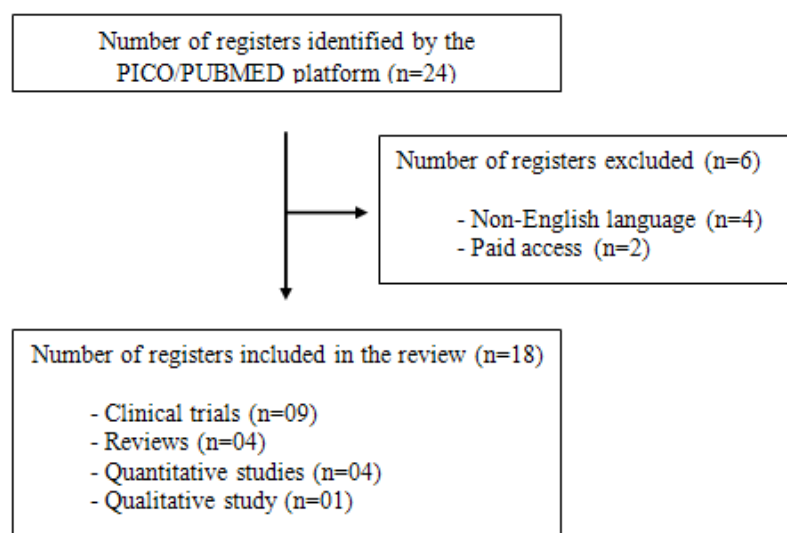 Number of registers identified by the
PICO/PUBMED platform (n=24)
Number of registers excluded (n=6)
- Non-English language (n=4)
- Paid access (n=2)
Number of registers included in the review (n=18)
- Clinical trials (n=09)
- Reviews (n=04)
- Quantitative studies (n=04)
- Qualitative study (n=01)